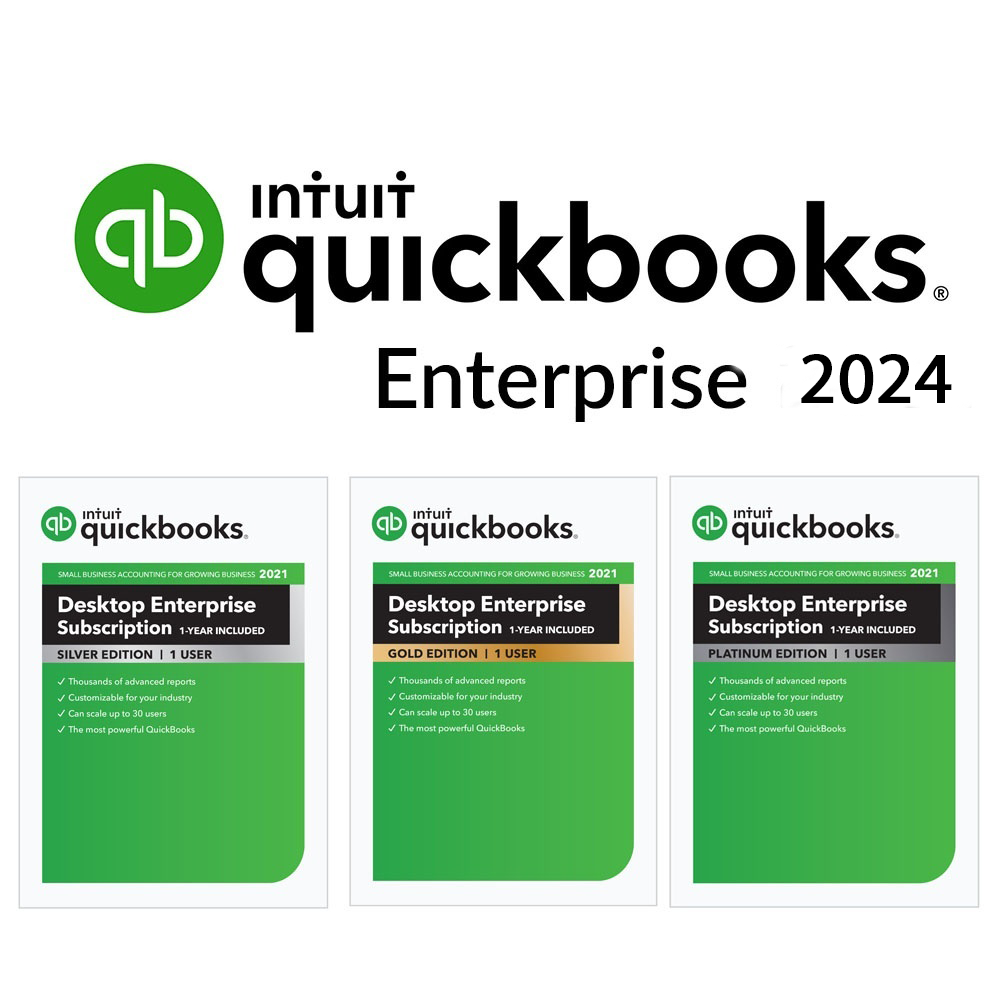 qb intuit
quickbooks®
Enterprise 2024
qb intuit
quickbooks.
SMALL BUSINESS ACCOUNTING FOR GROWING BUSINESS 2021
Desktop Enterprise
Subscription 1-YEAR INCLUDED
SILVER EDITION | 1 USER
✓ Thousands of advanced reports
✓ Customizable for your industry
✓ Can scale up to 30 users
✓ The most powerful QuickBooks
qb intuit
quickbooks.
SMALL BUSINESS ACCOUNTING FOR GROWING BUSINESS 2021
Desktop Enterprise
Subscription 1-YEAR INCLUDED
GOLD EDITION | 1 USER
✓ Thousands of advanced reports
✓ Customizable for your industry
✓ Can scale up to 30 users
✓ The most powerful QuickBooks
qb intuit
quickbooks.
SMALL BUSINESS ACCOUNTING FOR GROWING BUSINESS 2021
Desktop Enterprise
Subscription 1-YEAR INCLUDED
PLATINUM EDITION | 1 USER
✓ Thousands of advanced reports
✓ Customizable for your industry
✓ Can scale up to 30 users
✓ The most powerful QuickBooks